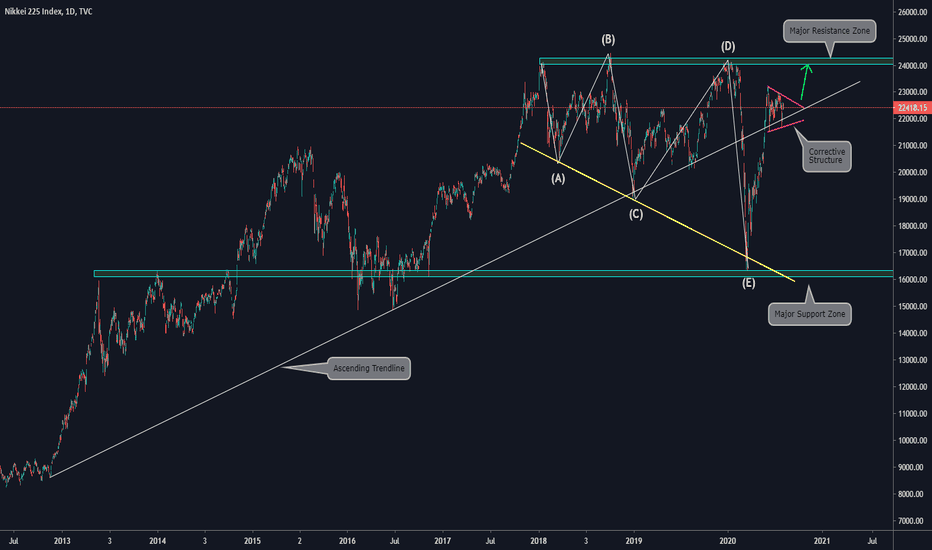 Nikkei 225 Index, 1D, TVC
26000.00
Major Resistance Zone
25000.00
(B)
(D)
24000.00
23000.00
22418.15
22000.00
Corrective
Structure
21000.00
(A)
20000.00
19000.00
(C)
18000.00
17000.00
16000.00
(E)
15000.00
Major Support Zone
14000.00
13000.00
Ascending Trendline
12000.00
11000.00
10000.00
9000.00
8000.00
7000.00
Jul 2013 3 2014 3 2015 Jul 2016 Jul 2017 3 2018 3 2019 Jul 2020 Jul 2021 Jul